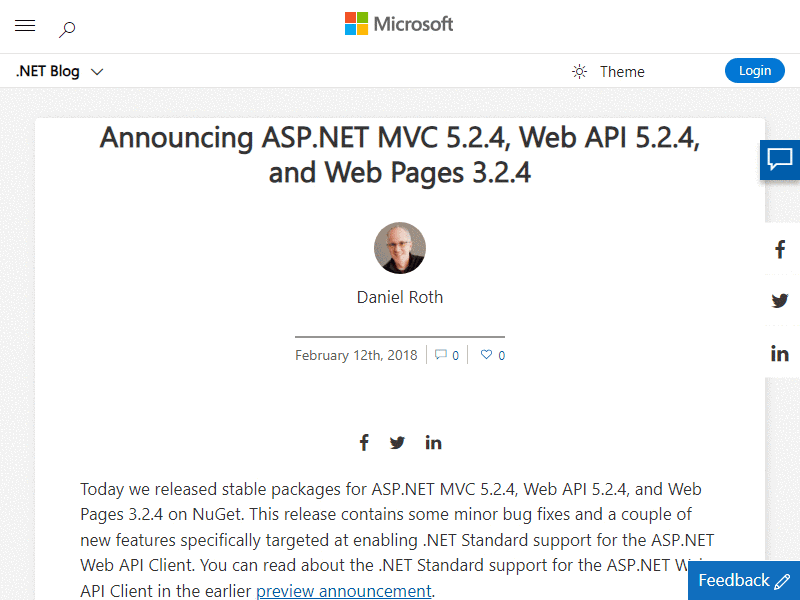 Microsoft
.NET Blog
Theme
Login
Announcing ASP.NET MVC 5.2.4, Web API 5.2.4,
and Web Pages 3.2.4
Daniel Roth
February 12th, 2018 0 0
Today we released stable packages for ASP.NET MVC 5.2.4, Web API 5.2.4, and Web
Pages 3.2.4 on NuGet. This release contains some minor bug fixes and a couple of
new features specifically targeted at enabling .NET Standard support for the ASP.NET
Web API Client. You can read about the .NET Standard support for the ASP.NET Web
API Client in the earlier preview announcement.
Feedback